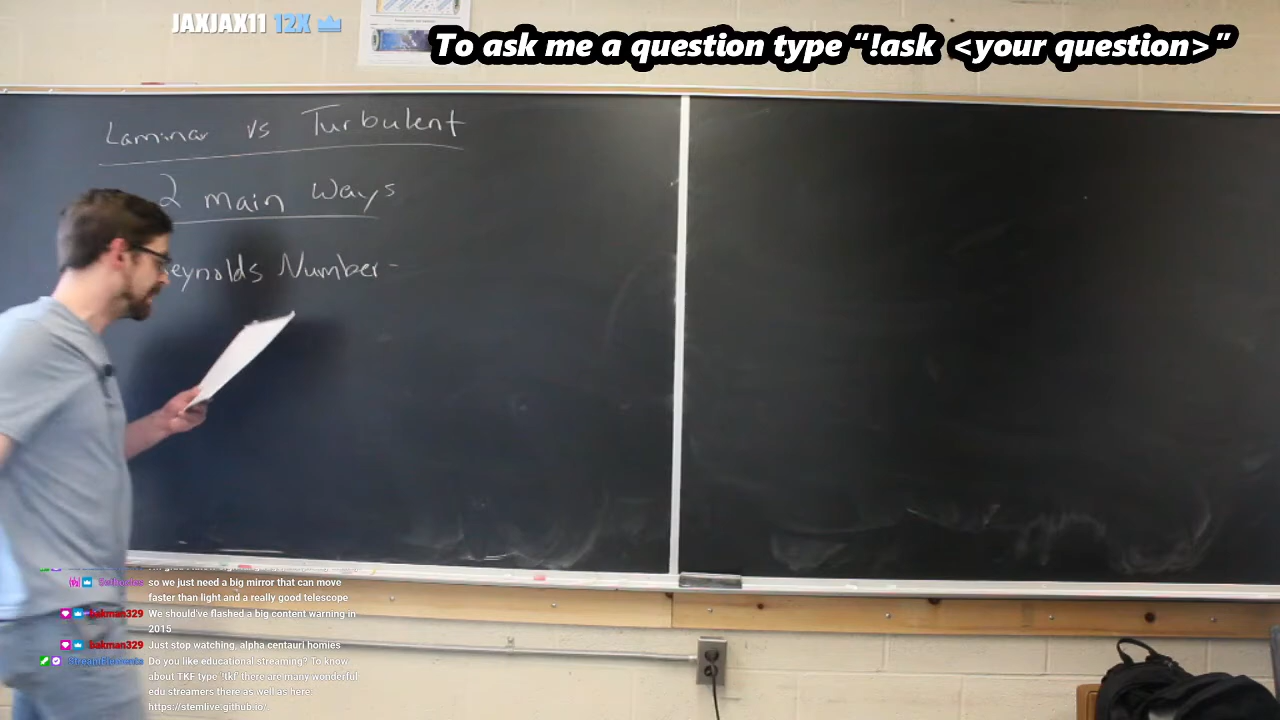 JAXJAX11 12X
To ask me a question type “!ask <your question>”
Laminar vs Turbulent
2 main Ways
eynolds Number -
so we just need a big mirror that can move
faster than light and a really good telescope
bakman329 We should've flashed a big content warning in
2015
bakman329 Just stop watching, alpha centauri homies
StreamElements Do you like educational streaming? To know
about TKF type "!tkf" there are many wonderful
edu streamers there as well as here:
https://stemlive.github.io/